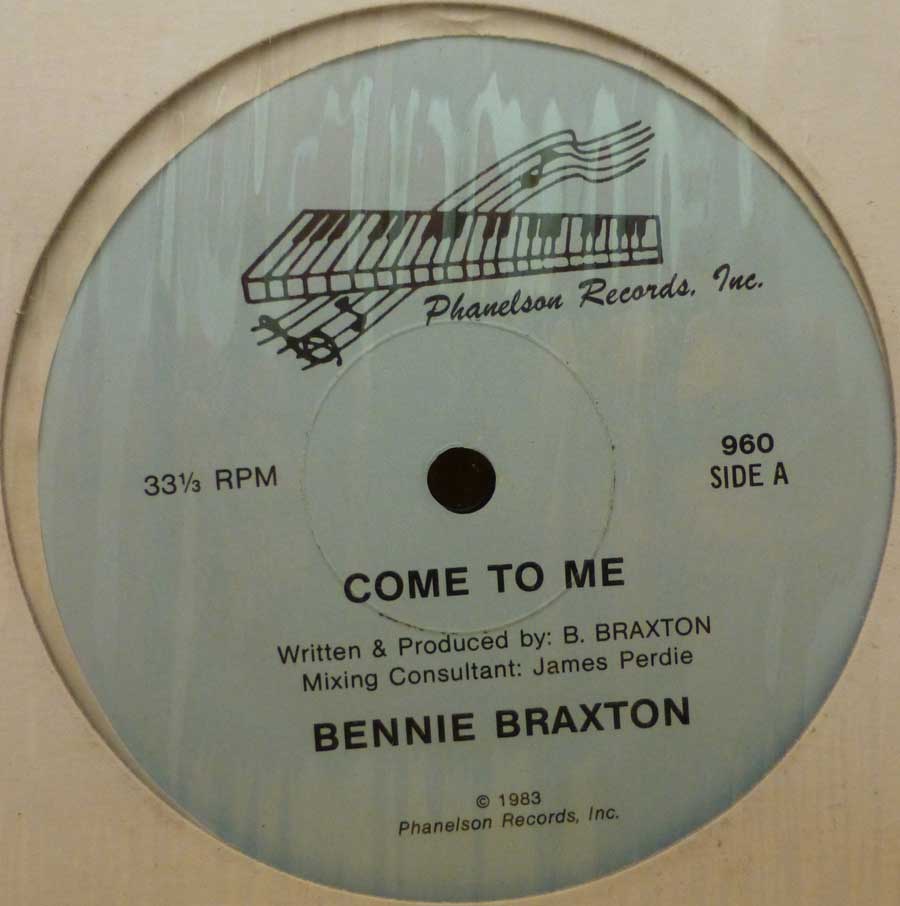 Phanelson Records, Inc.
33⅓ RPM
960
SIDE A
COME TO ME
Written & Produced by: B. BRAXTON
Mixing Consultant: James Perdie
BENNIE BRAXTON
© 1983
Phanelson Records, Inc.